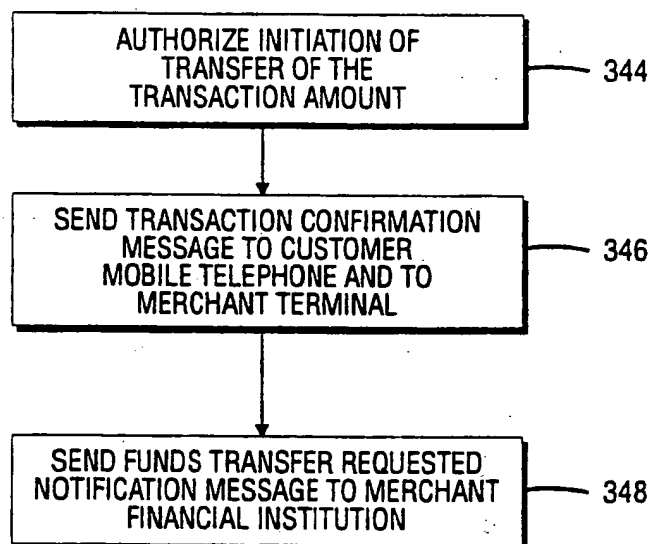 AUTHORIZE INITIATION OF
TRANSFER OF THE
TRANSACTION AMOUNT
344
SEND TRANSACTION CONFIRMATION
MESSAGE TO CUSTOMER
MOBILE TELEPHONE AND TO
MERCHANT TERMINAL
346
SEND FUNDS TRANSFER REQUESTED
NOTIFICATION MESSAGE TO MERCHANT
FINANCIAL INSTITUTION
348